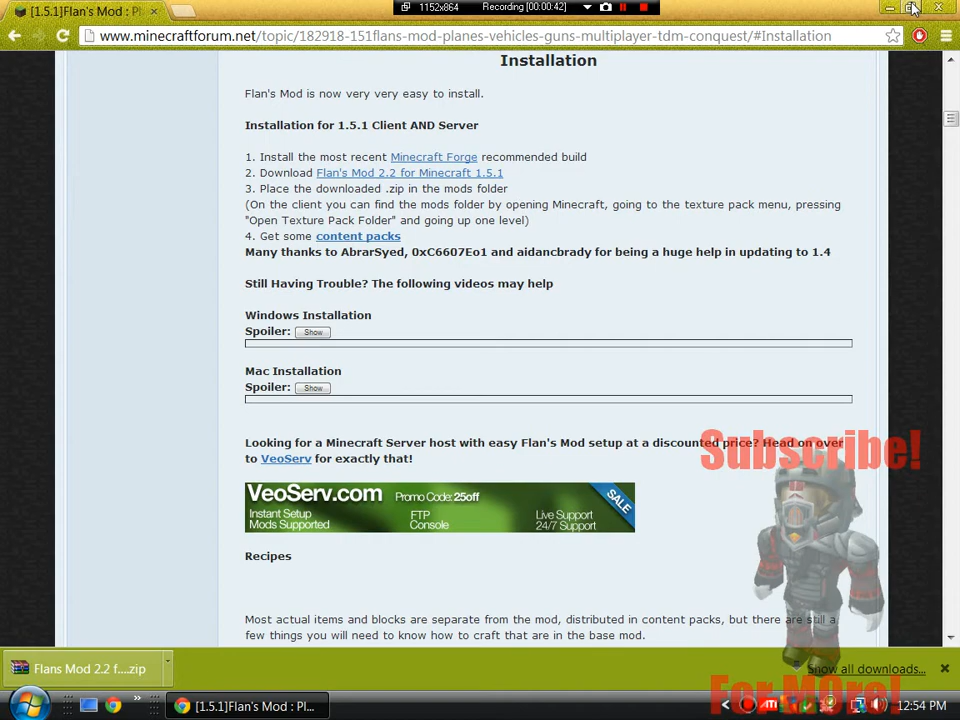 [1.5.1]Flan's Mod : Pl
1152x864
Recording [00:00:42]
www.minecraftforum.net/topic/182918-151flans-mod-planes-vehicles-guns-multiplayer-tdm-conquest/#Installation
Installation
Flan's Mod is now very very easy to install.
Installation for 1.5.1 Client AND Server
1. Install the most recent Minecraft Forge recommended build
2. Download Flan's Mod 2.2 for Minecraft 1.5.1
3. Place the downloaded .zip in the mods folder
(On the client you can find the mods folder by opening Minecraft, going to the texture pack menu, pressing
"Open Texture Pack Folder" and going up one level)
4. Get some content packs
Many thanks to AbrarSyed, 0xC6607Eo1 and aidancbrady for being a huge help in updating to 1.4
Still Having Trouble? The following videos may help
Windows Installation
Spoiler: Show
Mac Installation
Spoiler: Show
Looking for a Minecraft Server host with easy Flan's Mod setup at a discounted price? Head on over
to VeoServ for exactly that!
Subscribe!
VeoServ.com Promo Code: 25off
SALE
Instant Setup
Mods Supported
FTP
Console
Live Support
24/7 Support
Recipes
Most actual items and blocks are separate from the mod, distributed in content packs, but there are still a
few things you will need to know how to craft that are in the base mod.
Flans Mod 2.2 f....zip
Show all downloads...
For MOre!
[1.5.1]Flan's Mod : Pl...
12:54 PM